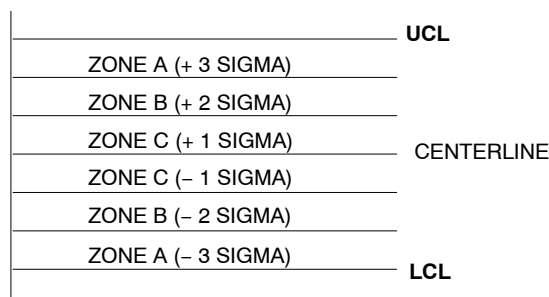 UCL
ZONE A (+ 3 SIGMA)
ZONE B (+ 2 SIGMA)
ZONE C (+ 1 SIGMA)
CENTERLINE
ZONE C (− 1 SIGMA)
ZONE B (− 2 SIGMA)
ZONE A (− 3 SIGMA)
LCL